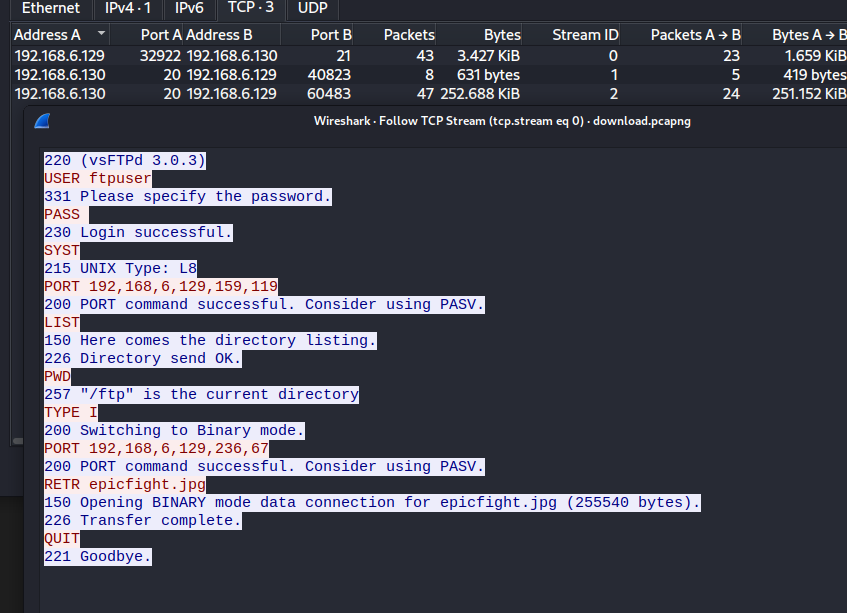 Ethernet IPv4 · 1 IPv6 TCP · 3 UDP
Address A Port A Address B Port B Packets Bytes Stream ID Packets A → B Bytes A → B
192.168.6.129 32922 192.168.6.130 21 43 3.427 KiB 0 23 1.659 KiB
192.168.6.130 20 192.168.6.129 40823 8 631 bytes 1 5 419 bytes
192.168.6.130 20 192.168.6.129 60483 47 252.688 KiB 2 24 251.152 KiB
Wireshark · Follow TCP Stream (tcp.stream eq 0) · download.pcapng
220 (vsFTPd 3.0.3)
USER ftpuser
331 Please specify the password.
PASS
230 Login successful.
SYST
215 UNIX Type: L8
PORT 192,168,6,129,159,119
200 PORT command successful. Consider using PASV.
LIST
150 Here comes the directory listing.
226 Directory send OK.
PWD
257 "/ftp" is the current directory
TYPE I
200 Switching to Binary mode.
PORT 192,168,6,129,236,67
200 PORT command successful. Consider using PASV.
RETR epicfight.jpg
150 Opening BINARY mode data connection for epicfight.jpg (255540 bytes).
226 Transfer complete.
QUIT
221 Goodbye.